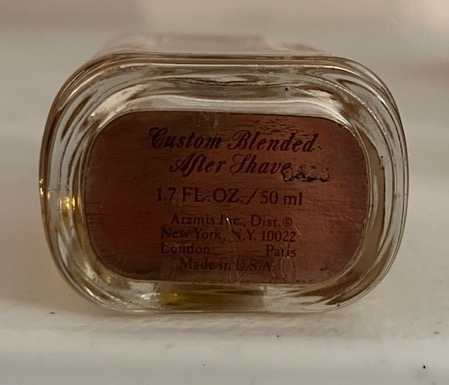 Custom Blended
After Shave
1.7 FL.OZ./50 ml
Aramis Inc., Dist.©
New York, N.Y. 10022
London Paris
Made in U.S.A.